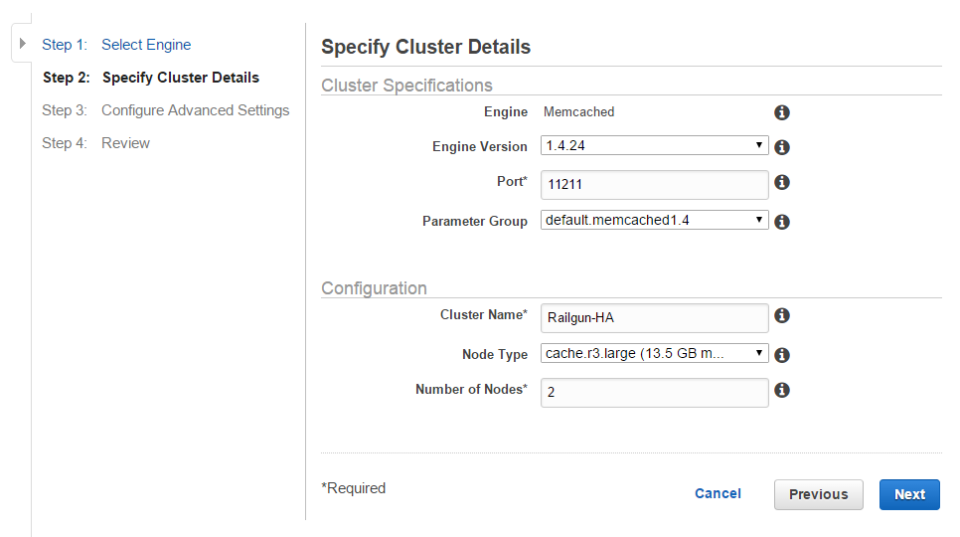 Step 1: Select Engine
Step 2: Specify Cluster Details
Step 3: Configure Advanced Settings
Step 4: Review
Specify Cluster Details
Cluster Specifications
Engine Memcached
Engine Version 1.4.24
Port* 11211
Parameter Group default.memcached1.4
Configuration
Cluster Name* Railgun-HA
Node Type cache.r3.large (13.5 GB m...
Number of Nodes* 2
*Required Cancel Previous Next